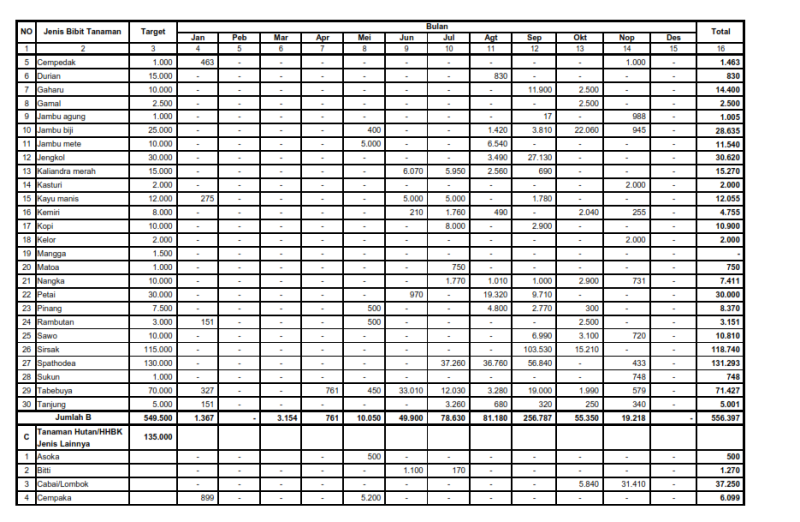 NO Jenis Bibit Tanaman Target Bulan Total
Jan Peb Mar Apr Mei Jun Jul Agt Sep Okt Nop Des
1 2 3 4 5 6 7 8 9 10 11 12 13 14 15 16
5 Cempedak 1.000 463 - - - - - - - - - 1.000 - 1.463
6 Durian 15.000 - - - - - - - 830 - - - - 830
7 Gaharu 10.000 - - - - - - - - 11.900 2.500 - - 14.400
8 Gamal 2.500 - - - - - - - - - 2.500 - - 2.500
9 Jambu agung 1.000 - - - - - - - - 17 - 988 - 1.005
10 Jambu biji 25.000 - - - - 400 - - 1.420 3.810 22.060 945 - 28.635
11 Jambu mete 10.000 - - - - 5.000 - - 6.540 - - - - 11.540
12 Jengkol 30.000 - - - - - - - 3.490 27.130 - - - 30.620
13 Kaliandra merah 15.000 - - - - - 6.070 5.950 2.560 690 - - - 15.270
14 Kasturi 2.000 - - - - - - - - - - 2.000 - 2.000
15 Kayu manis 12.000 275 - - - - 5.000 5.000 - 1.780 - - - 12.055
16 Kemiri 8.000 - - - - - 210 1.760 490 - 2.040 255 - 4.755
17 Kopi 10.000 - - - - - - 8.000 - 2.900 - - - 10.900
18 Kelor 2.000 - - - - - - - - - - 2.000 - 2.000
19 Mangga 1.500 - - - - - - - - - - - - -
20 Matoa 1.000 - - - - - - 750 - - - - - 750
21 Nangka 10.000 - - - - - - 1.770 1.010 1.000 2.900 731 - 7.411
22 Petai 30.000 - - - - - 970 - 19.320 9.710 - - - 30.000
23 Pinang 7.500 - - - - 500 - - 4.800 2.770 300 - - 8.370
24 Rambutan 3.000 151 - - - 500 - - - - 2.500 - - 3.151
25 Sawo 10.000 - - - - - - - - 6.990 3.100 720 - 10.810
26 Sirsak 115.000 - - - - - - - - 103.530 15.210 - - 118.740
27 Spathodea 130.000 - - - - - - 37.260 36.760 56.840 - 433 - 131.293
28 Sukun 1.000 - - - - - - - - - - 748 - 748
29 Tabebuya 70.000 327 - - 761 450 33.010 12.030 3.280 19.000 1.990 579 - 71.427
30 Tanjung 5.000 151 - - - - - 3.260 680 320 250 340 - 5.001
Jumlah B 549.500 1.367 - 3.154 761 10.050 49.900 78.630 81.180 256.787 55.350 19.218 - 556.397
C Tanaman Hutan/HHBK 135.000
Jenis Lainnya
1 Asoka - - - - 500 - - - - - - - 500
2 Bitti - - - - - 1.100 170 - - - - - 1.270
3 Cabai/Lombok - - - - - - - - - 5.840 31.410 - 37.250
4 Cempaka 899 - - - 5.200 - - - - - - - 6.099